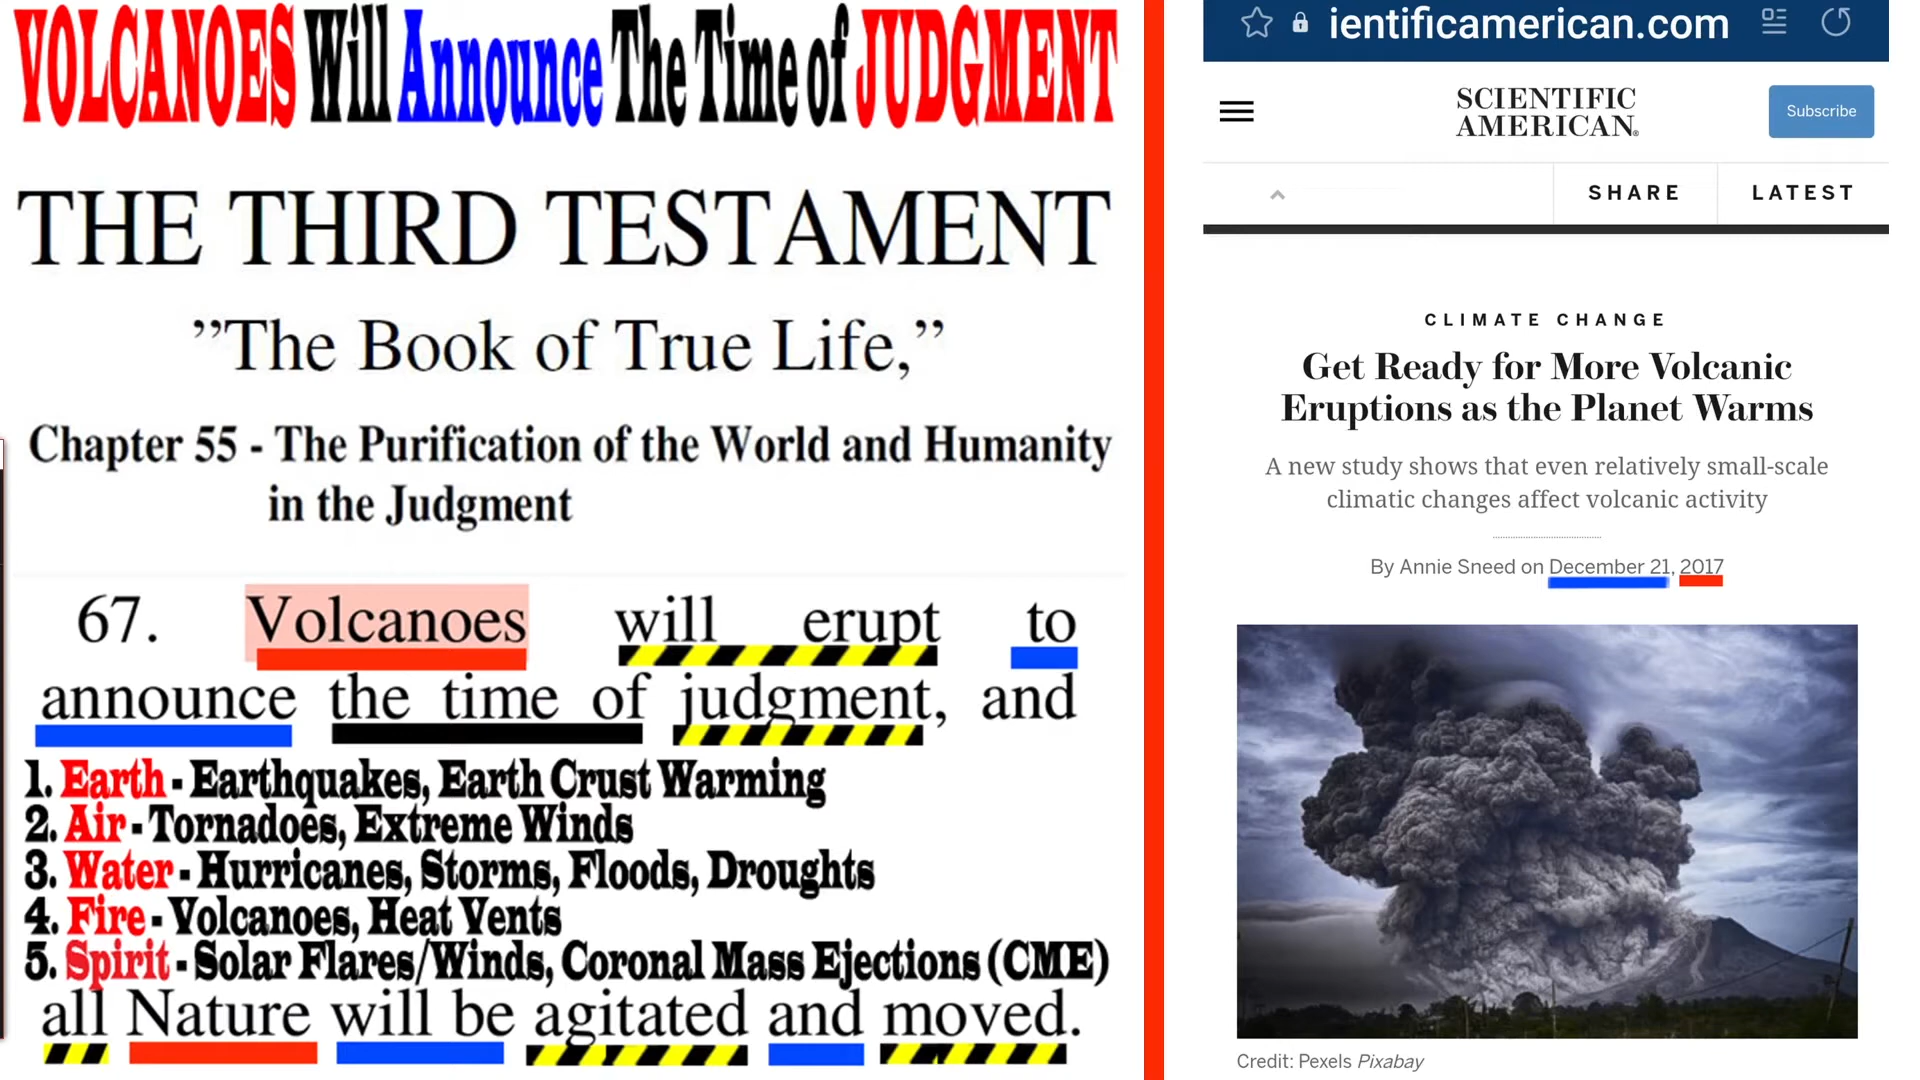 VOLCANOES Will Announce The Time of JUDGMENT
THE THIRD TESTAMENT
”The Book of True Life,”
Chapter 55 - The Purification of the World and Humanity
in the Judgment
67. Volcanoes will erupt to
announce the time of judgment, and
1. Earth - Earthquakes, Earth Crust Warming
2. Air - Tornadoes, Extreme Winds
3. Water - Hurricanes, Storms, Floods, Droughts
4. Fire - Volcanoes, Heat Vents
5. Spirit - Solar Flares/Winds, Coronal Mass Ejections (CME)
all Nature will be agitated and moved.
ientificamerican.com
SCIENTIFIC
AMERICAN®
Subscribe
SHARE
LATEST
CLIMATE CHANGE
Get Ready for More Volcanic
Eruptions as the Planet Warms
A new study shows that even relatively small-scale
climatic changes affect volcanic activity
By Annie Sneed on December 21, 2017
Credit: Pexels Pixabay